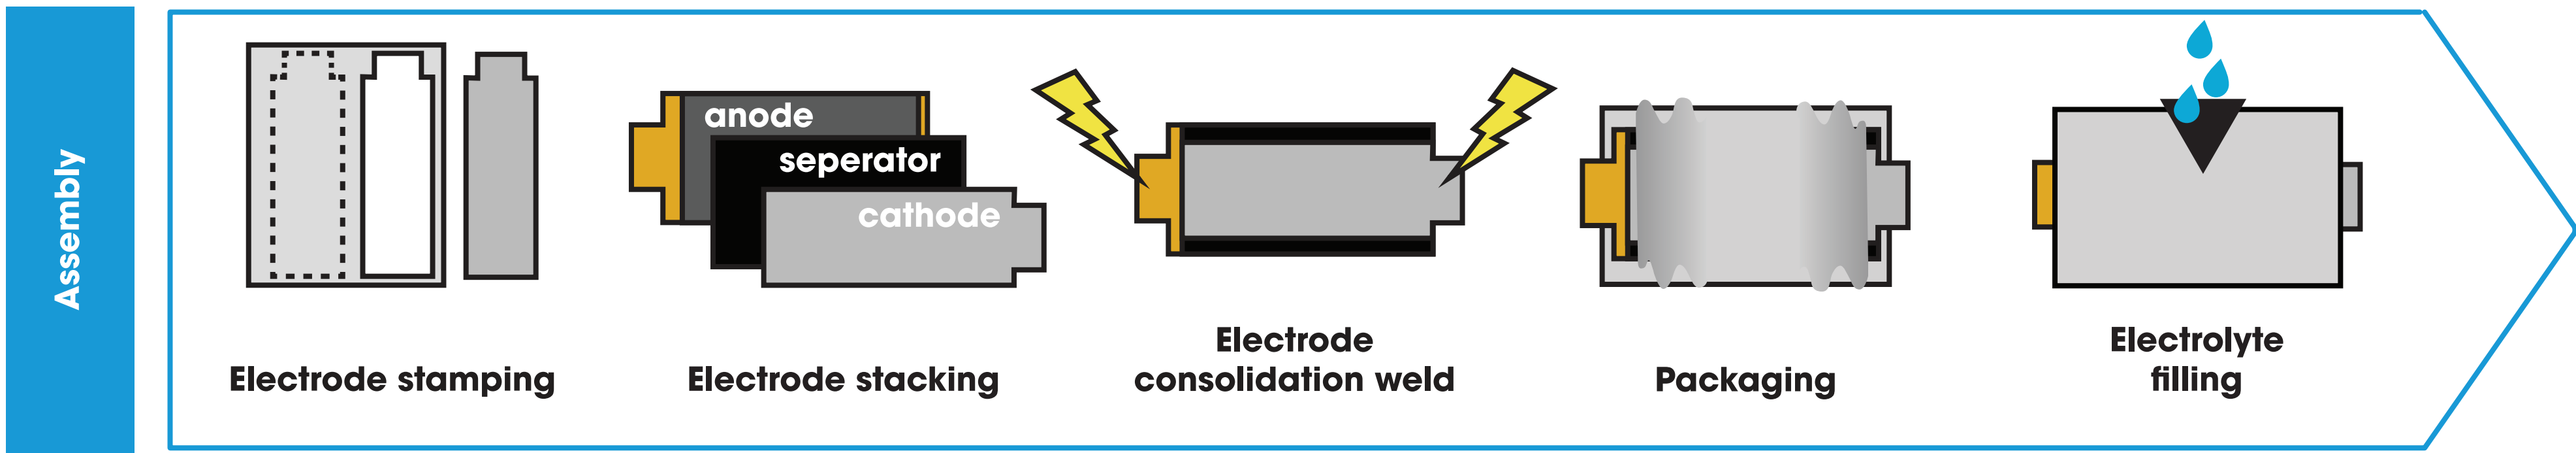 Assembly
anode
seperator
cathode
Electrode stamping
Electrode stacking
Electrode
consolidation weld
Packaging
Electrolyte
filling